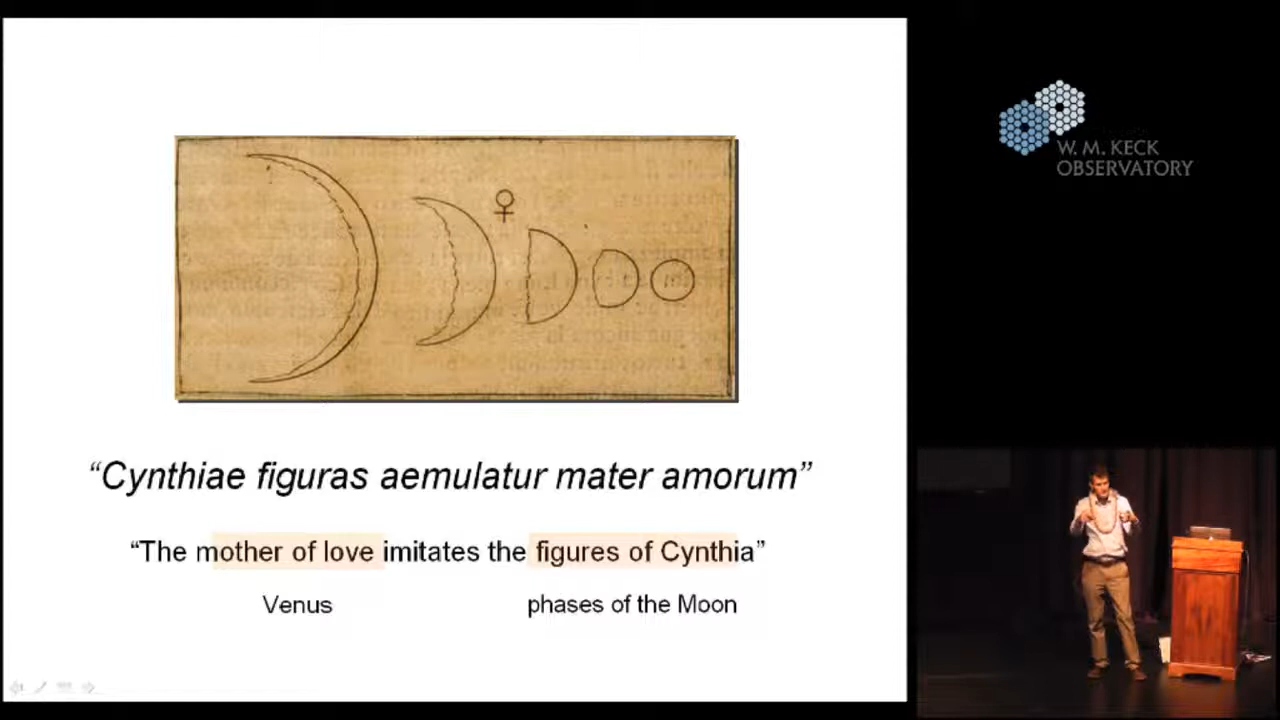 “Cynthiae figuras aemulatur mater amorum”
“The mother of love imitates the figures of Cynthia”
Venus
phases of the Moon
W. M. KECK
OBSERVATORY